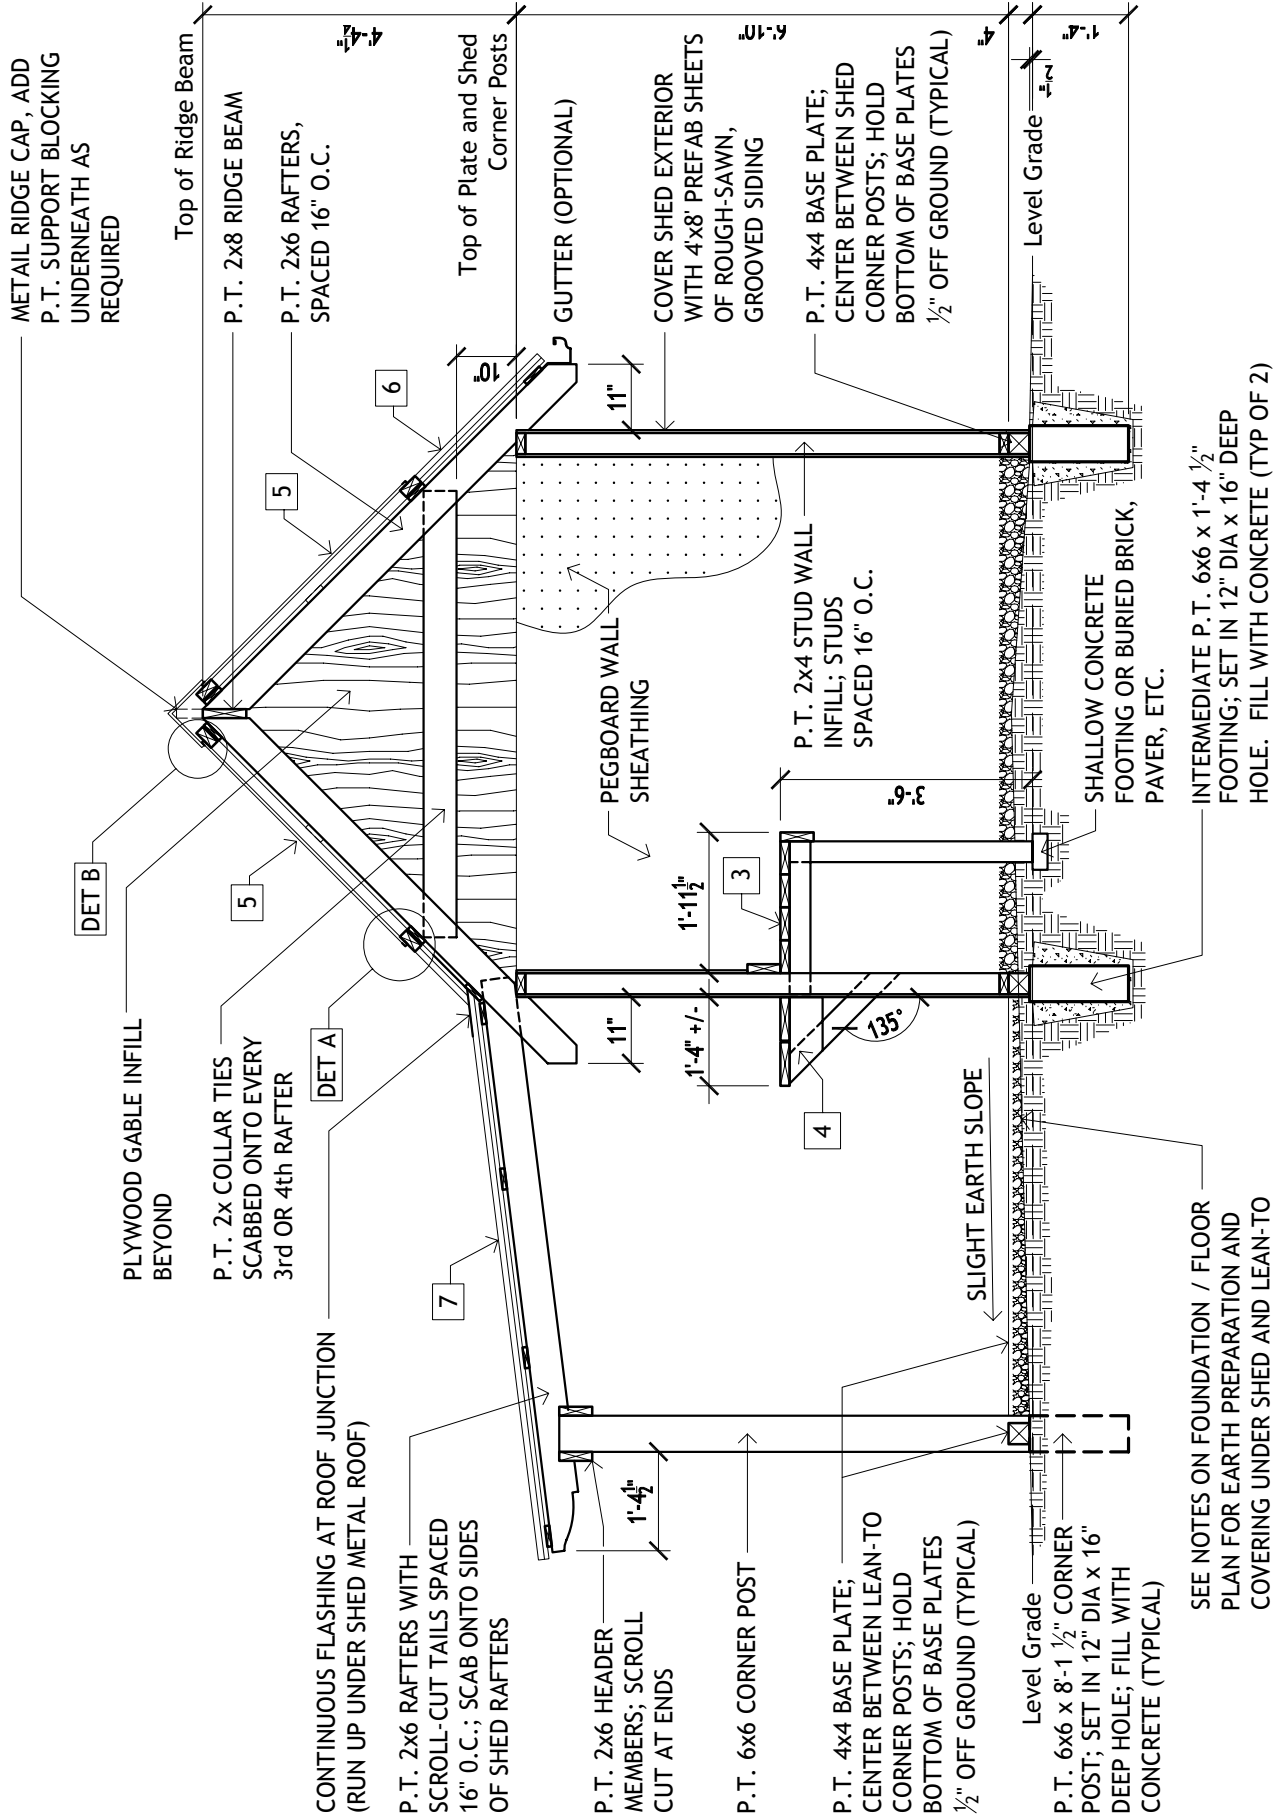 METAIL RIDGE CAP, ADD
P.T. SUPPORT BLOCKING
UNDERNEATH AS
REQUIRED
Top of Ridge Beam
P.T. 2x8 RIDGE BEAM
P.T. 2x6 RAFTERS,
SPACED 16" O.C.
Top of Plate and Shed
Corner Posts
GUTTER (OPTIONAL)
COVER SHED EXTERIOR
WITH 4'x8' PREFAB SHEETS
OF ROUGH-SAWN,
GROOVED SIDING
P.T. 4x4 BASE PLATE;
CENTER BETWEEN SHED
CORNER POSTS; HOLD
BOTTOM OF BASE PLATES
½" OFF GROUND (TYPICAL)
Level Grade
4'-4½"
6'-10"
4"
1'-4"
½"
10"
11"
6
5
DET B
5
DET A
PLYWOOD GABLE INFILL
BEYOND
P.T. 2x COLLAR TIES
SCABBED ONTO EVERY
3rd OR 4th RAFTER
CONTINUOUS FLASHING AT ROOF JUNCTION
(RUN UP UNDER SHED METAL ROOF)
7
P.T. 2x6 RAFTERS WITH
SCROLL-CUT TAILS SPACED
16" O.C.; SCAB ONTO SIDES
OF SHED RAFTERS
P.T. 2x6 HEADER
MEMBERS; SCROLL
CUT AT ENDS
1'-4½"
P.T. 6x6 CORNER POST
P.T. 4x4 BASE PLATE;
CENTER BETWEEN LEAN-TO
CORNER POSTS; HOLD
BOTTOM OF BASE PLATES
½" OFF GROUND (TYPICAL)
Level Grade
P.T. 6x6 x 8'-1 ½" CORNER
POST; SET IN 12" DIA x 16"
DEEP HOLE; FILL WITH
CONCRETE (TYPICAL)
PEGBOARD WALL
SHEATHING
P.T. 2x4 STUD WALL
INFILL; STUDS
SPACED 16" O.C.
11"
1'-4" +/-
1'-11½"
3
3'-6"
4
135°
SLIGHT EARTH SLOPE
SHALLOW CONCRETE
FOOTING OR BURIED BRICK,
PAVER, ETC.
INTERMEDIATE P.T. 6x6 x 1'-4 ½"
FOOTING; SET IN 12" DIA x 16" DEEP
HOLE. FILL WITH CONCRETE (TYP OF 2)
SEE NOTES ON FOUNDATION / FLOOR
PLAN FOR EARTH PREPARATION AND
COVERING UNDER SHED AND LEAN-TO